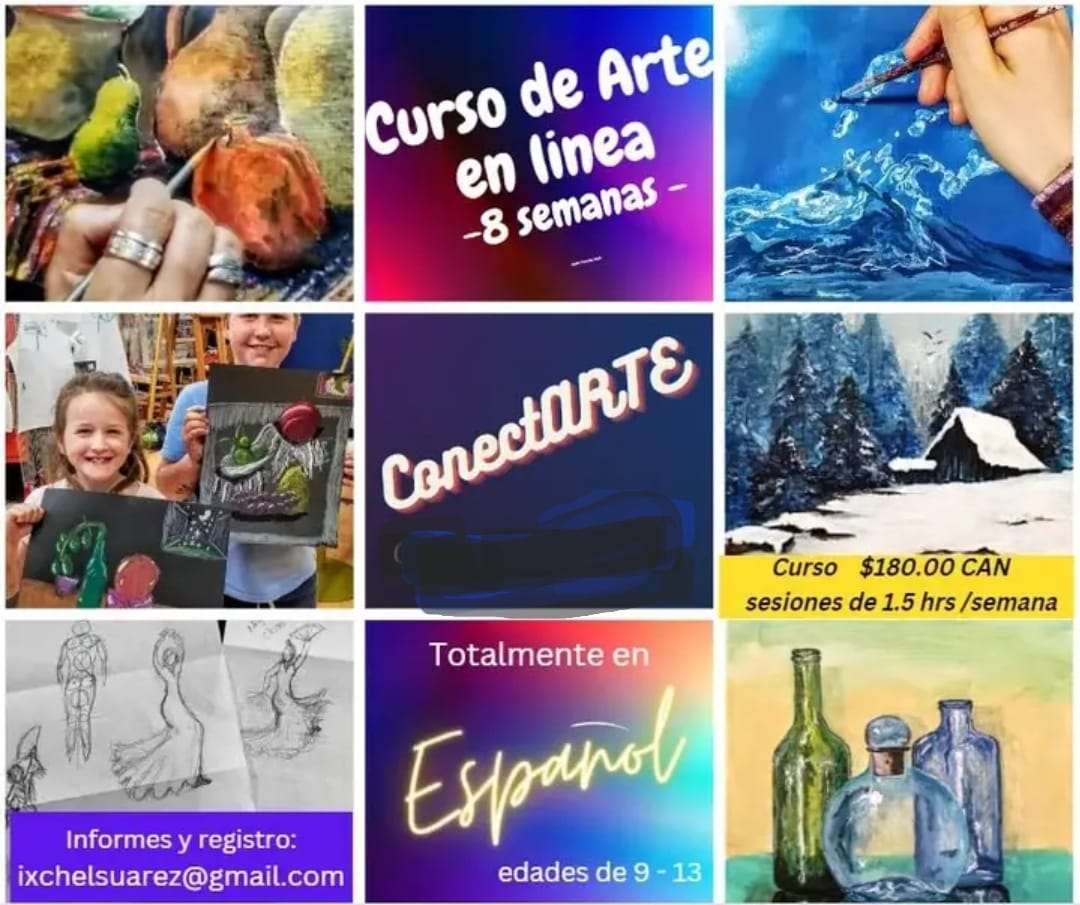 Curso de Arte
en linea
-8 semanas -
ConectARTE
Curso $180.00 CAN
sesiones de 1.5 hrs /semana
Totalmente en
Español
edades de 9 - 13
Informes y registro:
ixchelsuarez@gmail.com